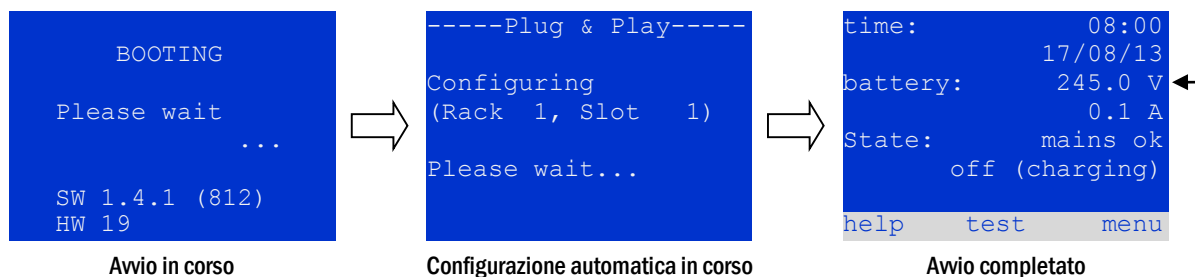 BOOTING
Please wait
...
SW 1.4.1 (812)
HW 19
Avvio in corso
-----Plug & Play-----
Configuring
(Rack 1, Slot 1)
Please wait...
Configurazione automatica in corso
time: 08:00
17/08/13
battery: 245.0 V
0.1 A
State: mains ok
off (charging)
help test menu
Avvio completato